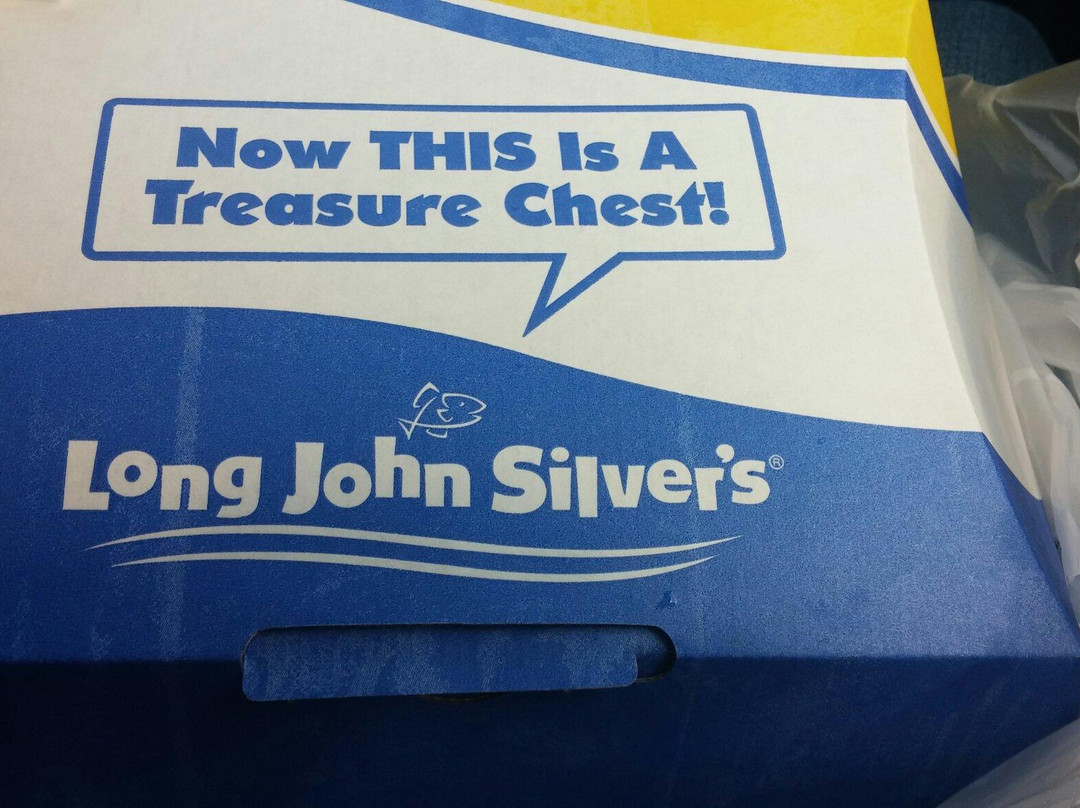 Now THIS Is A
Treasure Chest!
Long John Silver's®